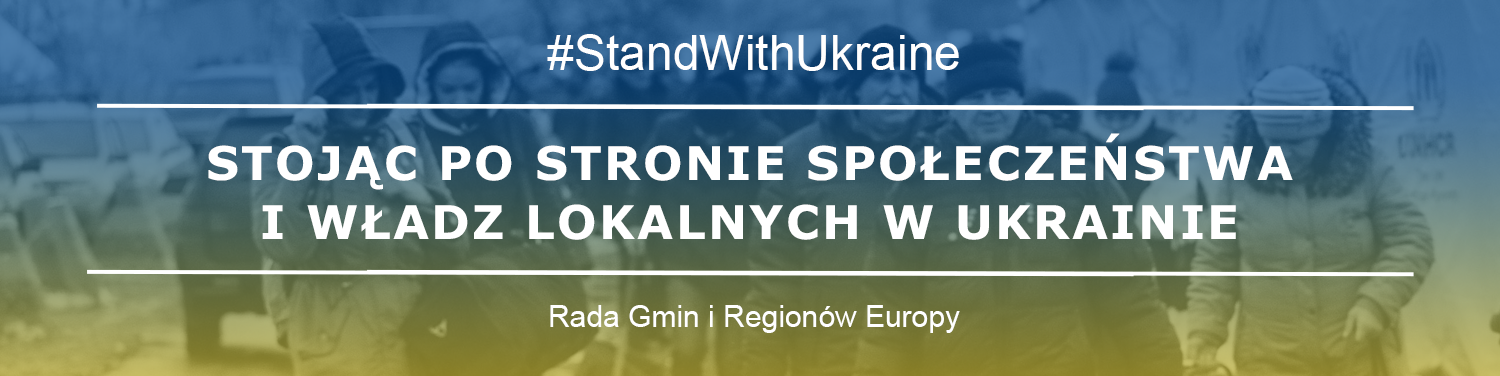 #StandWithUkraine
STOJĄC PO STRONIE SPOŁECZEŃSTWA
I WŁADZ LOKALNYCH W UKRAINIE
Rada Gmin i Regionów Europy